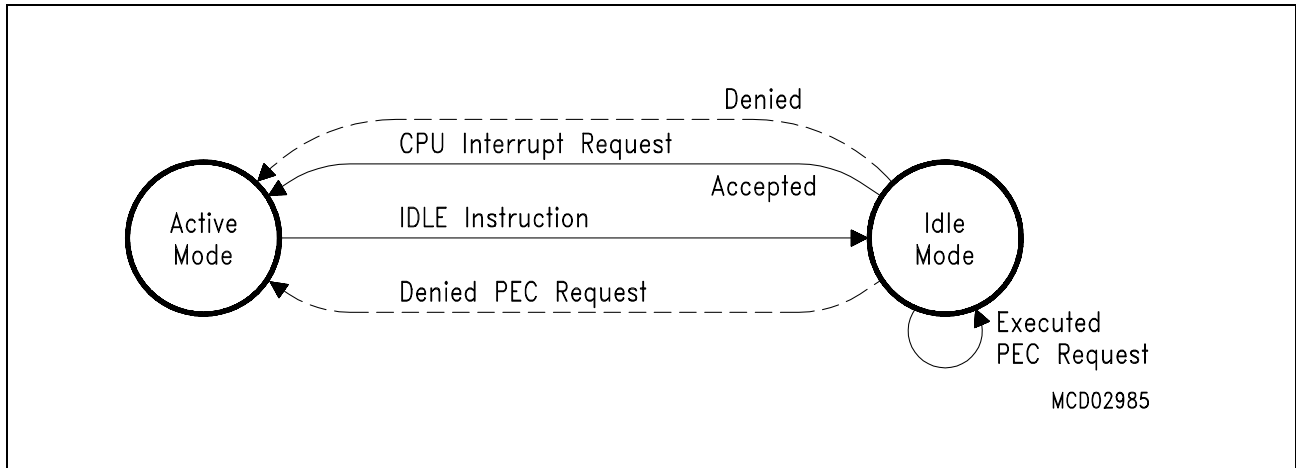 Denied
CPU Interrupt Request
Accepted
Active
Mode
IDLE Instruction
Idle
Mode
Denied PEC Request
Executed
PEC Request
MCD02985